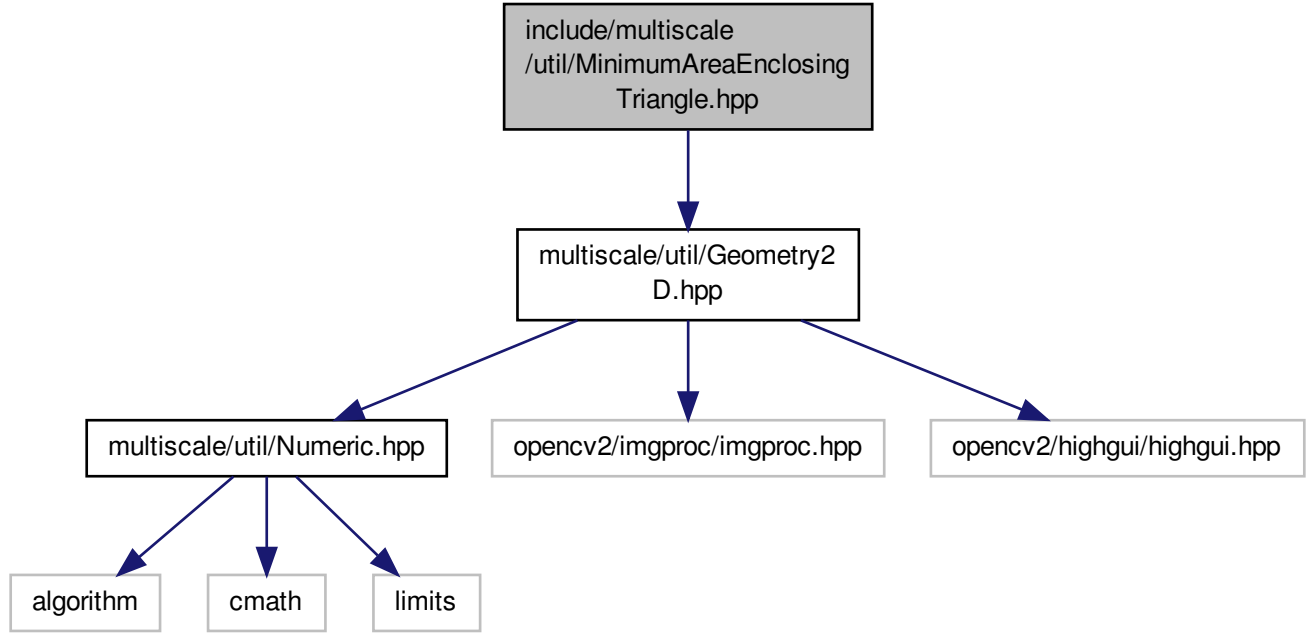 include/multiscale
/util/MinimumAreaEnclosing
Triangle.hpp
multiscale/util/Geometry2
D.hpp
multiscale/util/Numeric.hpp
opencv2/imgproc/imgproc.hpp
opencv2/highgui/highgui.hpp
algorithm
cmath
limits